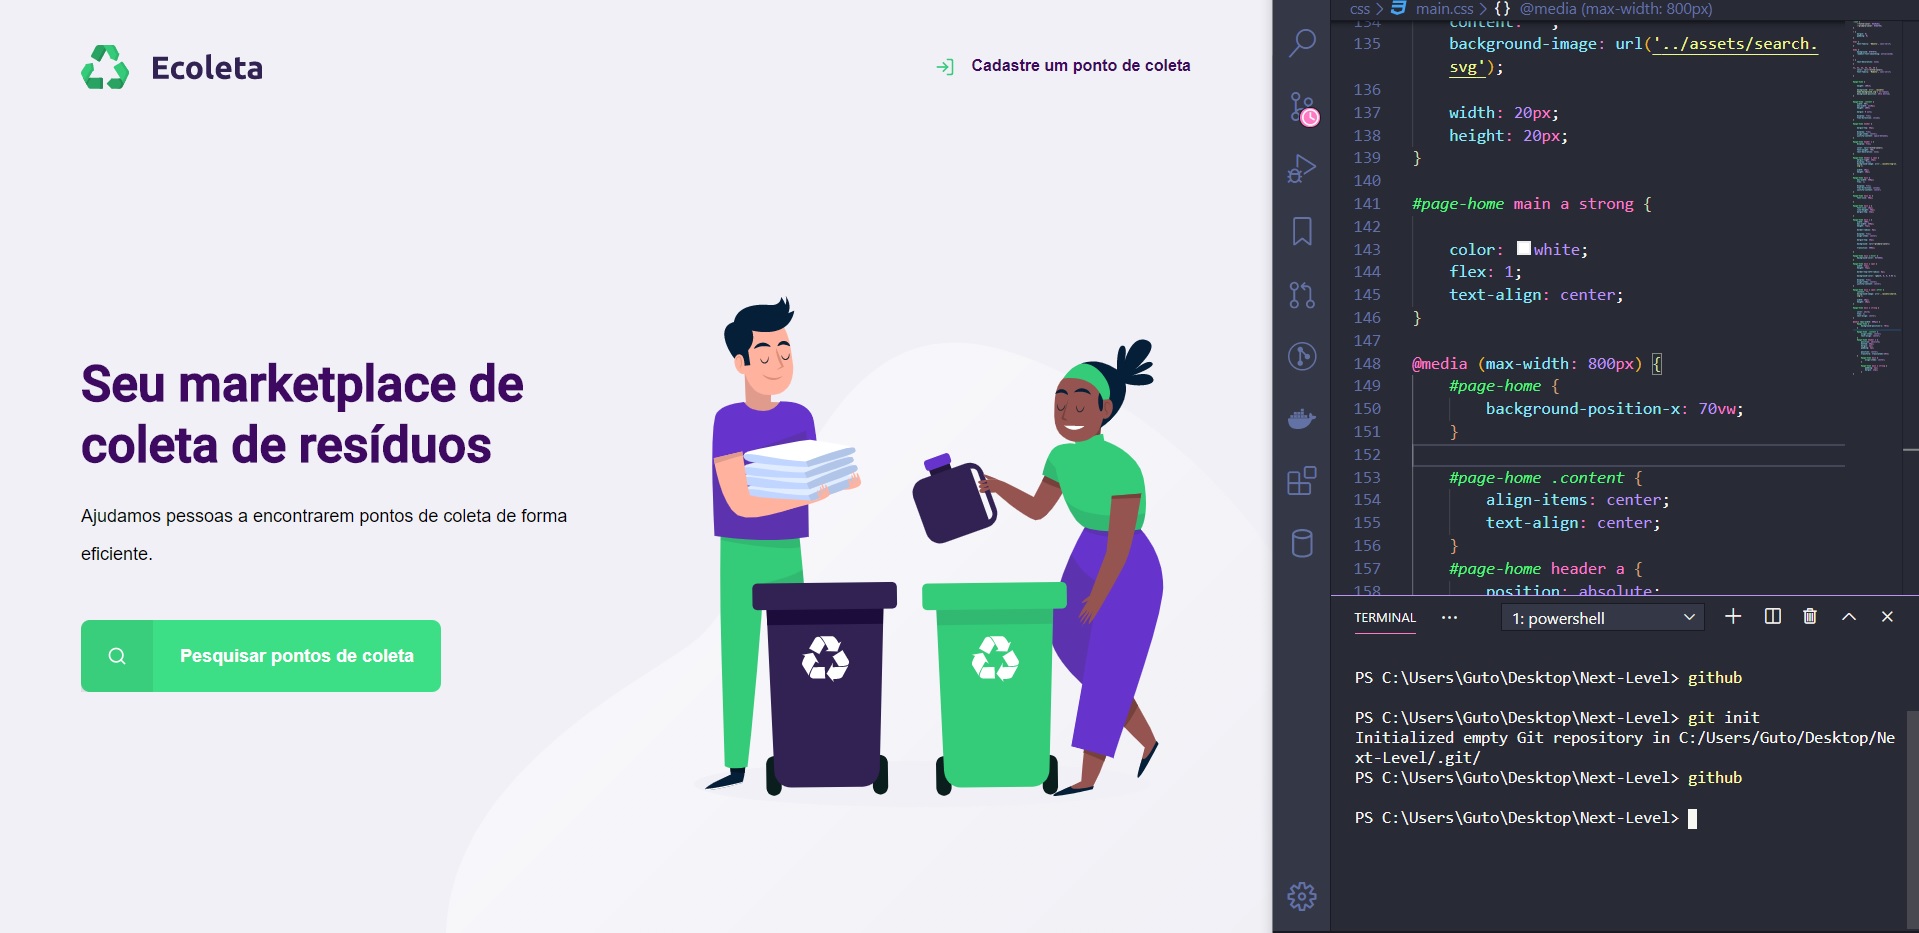 Ecoleta
Cadastre um ponto de coleta
Seu marketplace de
coleta de resíduos
Ajudamos pessoas a encontrarem pontos de coleta de forma
eficiente.
Pesquisar pontos de coleta
css > main.css > {} @media (max-width: 800px)
134 content: ;
135 background-image: url('../assets/search.
svg');
136
137 width: 20px;
138 height: 20px;
139 }
140
141 #page-home main a strong {
142
143 color: white;
144 flex: 1;
145 text-align: center;
146 }
147
148 @media (max-width: 800px) {
149 #page-home {
150 background-position-x: 70vw;
151 }
152
153 #page-home .content {
154 align-items: center;
155 text-align: center;
156 }
157 #page-home header a {
158 position: absolute;
TERMINAL ··· 1: powershell
PS C:\Users\Guto\Desktop\Next-Level> github
PS C:\Users\Guto\Desktop\Next-Level> git init
Initialized empty Git repository in C:/Users/Guto/Desktop/Ne
xt-Level/.git/
PS C:\Users\Guto\Desktop\Next-Level> github
PS C:\Users\Guto\Desktop\Next-Level>